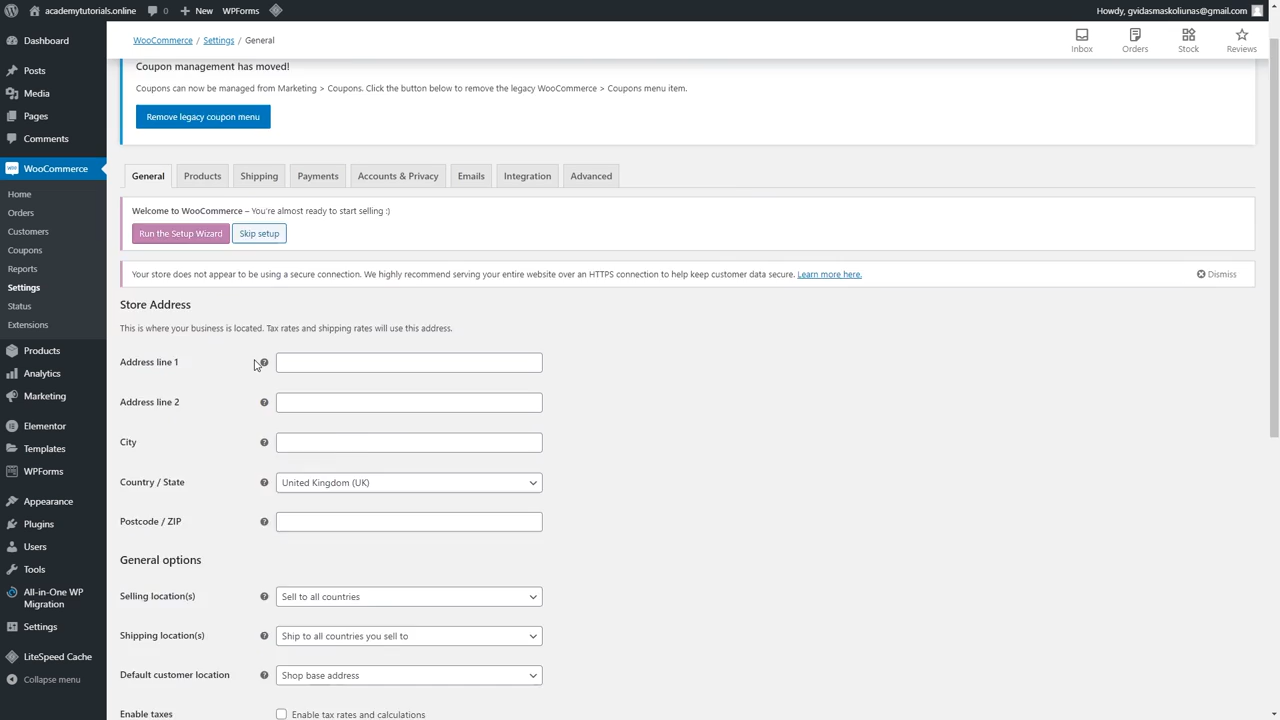 academytutorials.online
0
New
WPForms
Howdy, gvidasmaskoliunas@gmail.com
Dashboard
Posts
Media
Pages
Comments
WooCommerce
Home
Orders
Customers
Coupons
Reports
Settings
Status
Extensions
Products
Analytics
Marketing
Elementor
Templates
WPForms
Appearance
Plugins
Users
Tools
All-in-One WP
Migration
Settings
LiteSpeed Cache
Collapse menu
WooCommerce / Settings / General
Inbox
Orders
Stock
Reviews
Coupon management has moved!
Coupons can now be managed from Marketing > Coupons. Click the button below to remove the legacy WooCommerce > Coupons menu item.
Remove legacy coupon menu
General
Products
Shipping
Payments
Accounts & Privacy
Emails
Integration
Advanced
Welcome to WooCommerce – You're almost ready to start selling :)
Run the Setup Wizard
Skip setup
Your store does not appear to be using a secure connection. We highly recommend serving your entire website over an HTTPS connection to help keep customer data secure. Learn more here.
Dismiss
Store Address
This is where your business is located. Tax rates and shipping rates will use this address.
Address line 1
Address line 2
City
Country / State
United Kingdom (UK)
Postcode / ZIP
General options
Selling location(s)
Sell to all countries
Shipping location(s)
Ship to all countries you sell to
Default customer location
Shop base address
Enable taxes
Enable tax rates and calculations